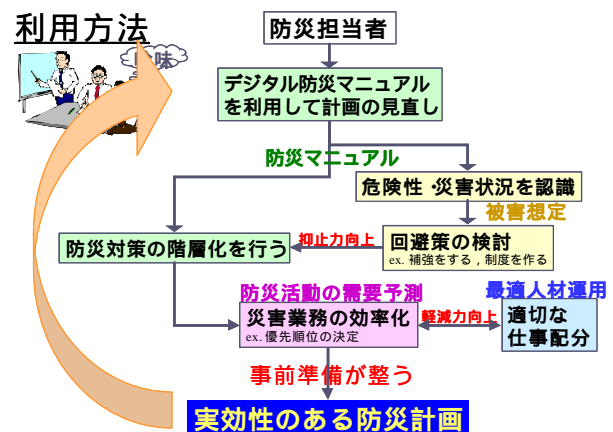 利用方法
味
防災担当者
デジタル防災マニュアル
を利用して計画の見直し
防災マニュアル
危険性・災害状況を認識
被害想定
防災対策の階層化を行う
抑止力向上
回避策の検討
ex. 補強をする , 制度を作る
防災活動の需要予測
最適人材運用
災害業務の効率化
ex. 優先順位の決定
軽減力向上
適切な
仕事配分
事前準備が整う
実効性のある防災計画